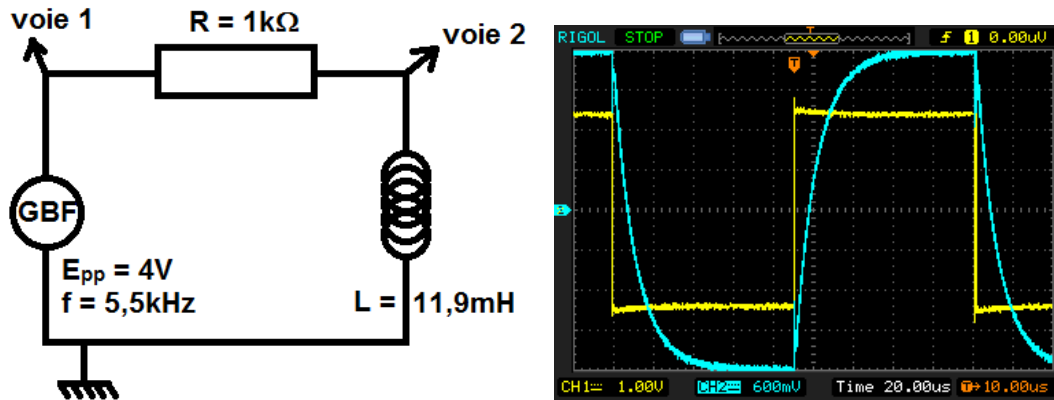 voie 1
R = 1kΩ
voie 2
GBF
Epp = 4V
f = 5,5kHz
L = 11,9mH
RIGOL STOP T 1 0.00uV
T
1
CH1 1.00V CH2 600mV Time 20.00us T→10.00us